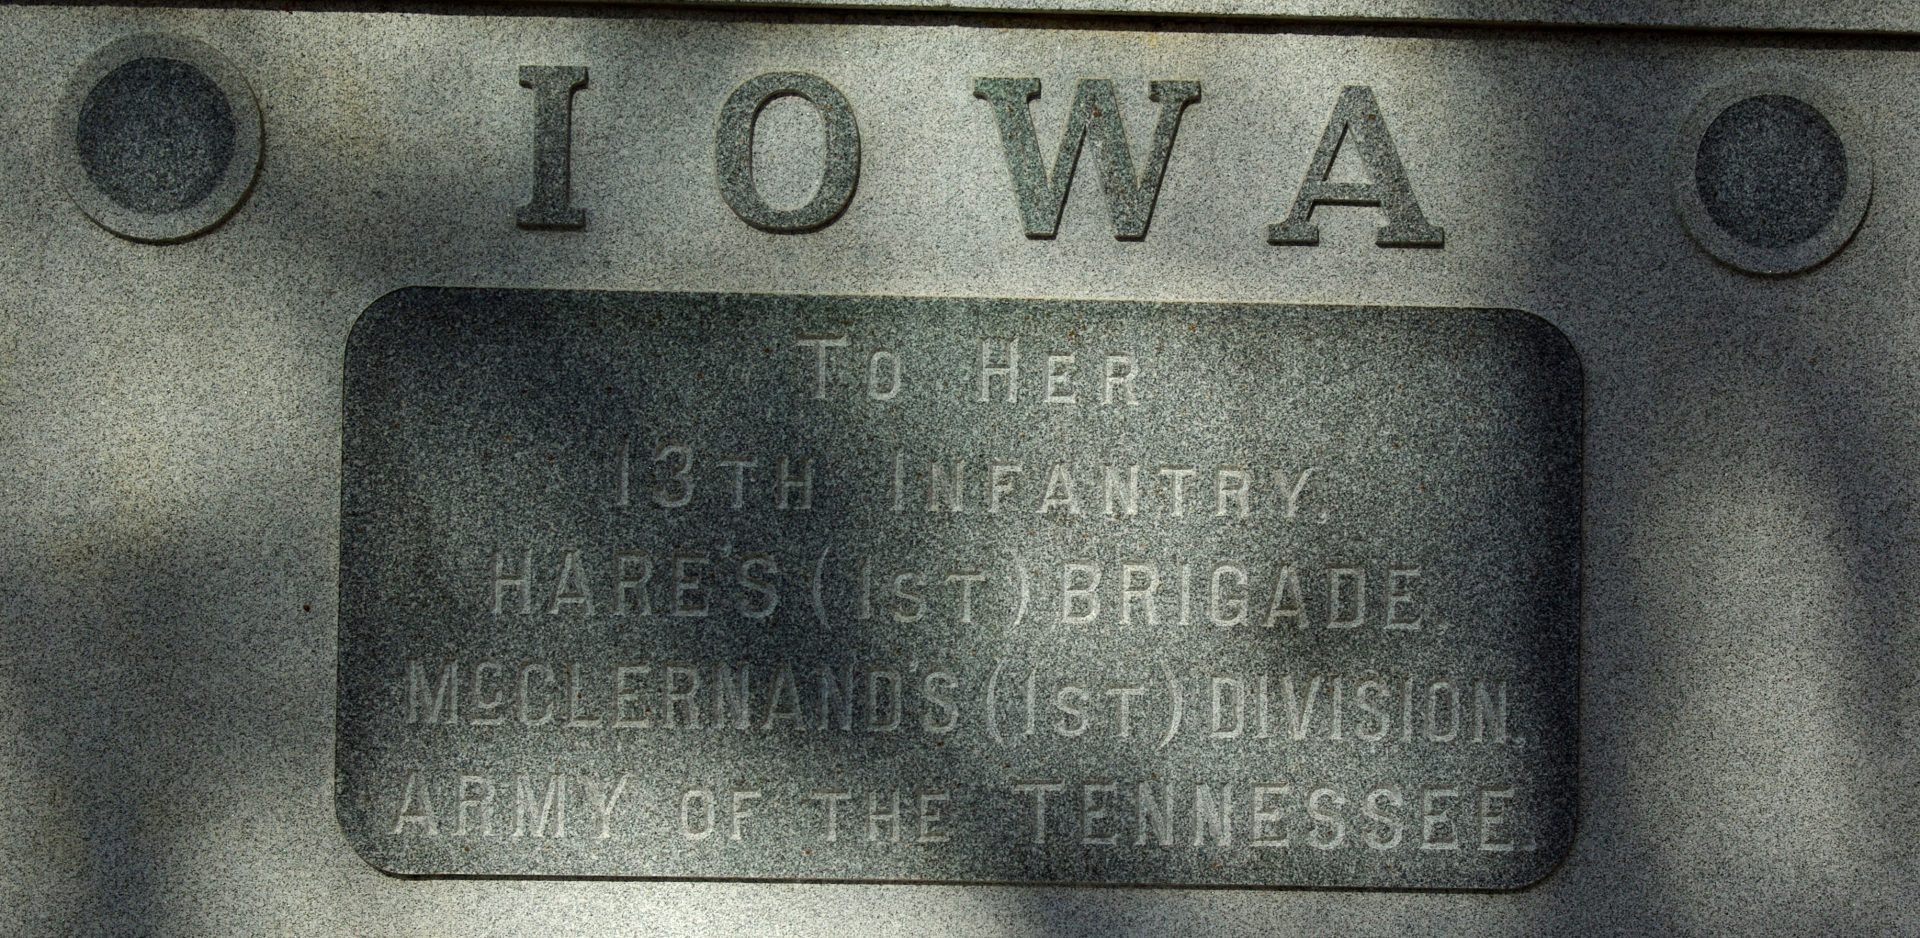 IOWA
To Her
13th Infantry,
HARE'S (1ST) BRIGADE,
McCLERNAND'S (1ST) DIVISION,
ARMY OF THE TENNESSEE.